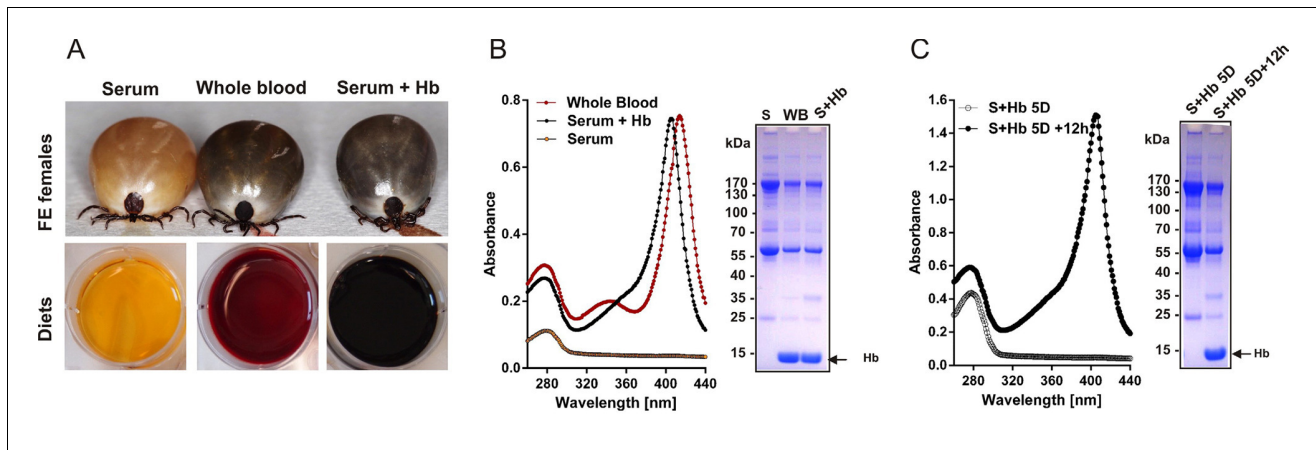 A
Serum Whole blood Serum + Hb
FE females
Diets
B
0.8
0.6
0.4
0.2
0.0
Absorbance
280 320 360 400 440
Wavelength [nm]
Whole Blood
Serum + Hb
Serum
S WB S+Hb
kDa
170
130
100
70
55
40
35
25
15
Hb
C
1.6
1.4
1.2
1.0
0.8
0.6
0.4
0.2
0.0
Absorbance
280 320 360 400 440
Wavelength [nm]
S+Hb 5D
S+Hb 5D +12h
S+Hb 5D
S+Hb 5D+12h
kDa
170
130
100
70
55
40
35
25
15
Hb